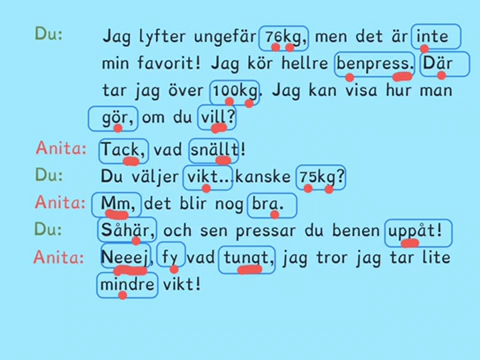 Du: Jag lyfter ungefär 76kg, men det är inte
min favorit! Jag kör hellre benpress. Där
tar jag över 100kg. Jag kan visa hur man
gör, om du vill?
Anita: Tack, vad snällt!
Du: Du väljer vikt...kanske 75kg?
Anita: Mm, det blir nog bra.
Du: Såhär, och sen pressar du benen uppåt!
Anita: Neeej, fy vad tungt, jag tror jag tar lite
mindre vikt!